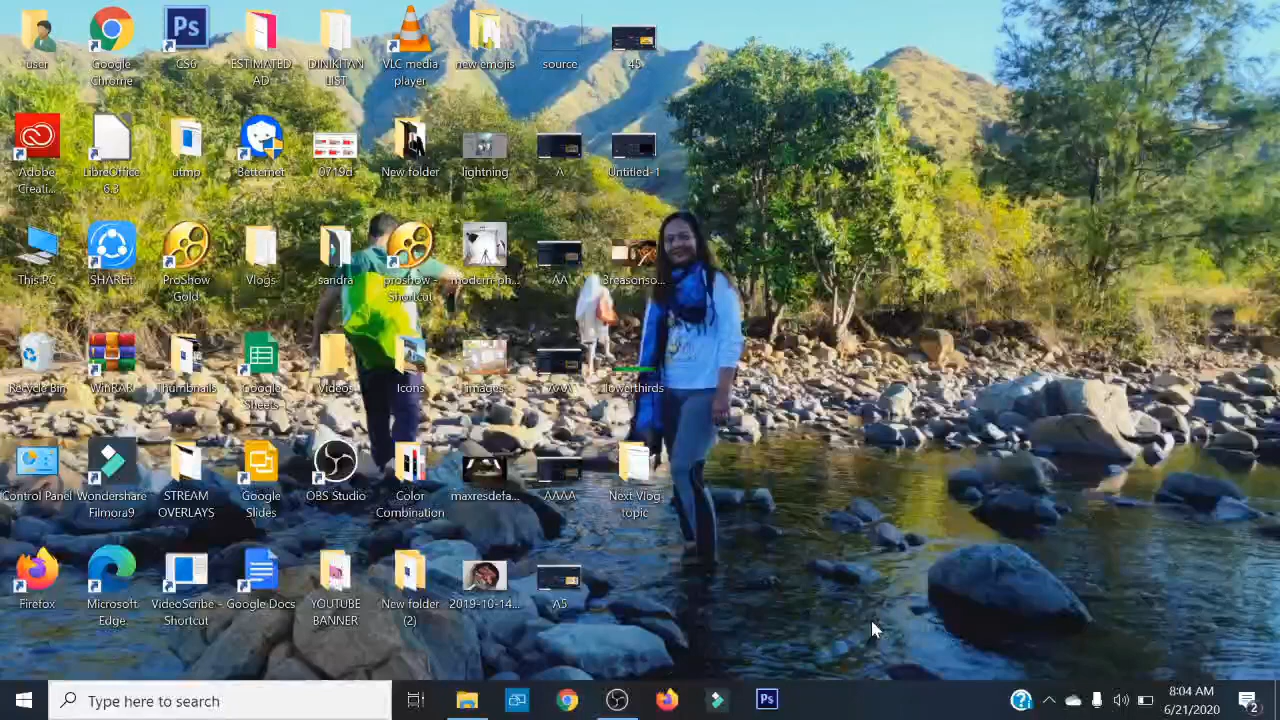 user
Google
Chrome
CS6
ESTIMATED
AD
DINIKITAN
LIST
VLC media
player
new emojis
source
45
Adobe
Creati...
LibreOffice
6.3
utmp
Betternet
0719d
New folder
lightning
A
Untitled-1
This PC
SHAREit
ProShow
Gold
Vlogs
sandra
proshow -
Shortcut
modern-ph...
AA
3reasonso...
Recycle Bin
WinRAR
Thumbnails
Google
Sheets
Videos
Icons
images
AAA
lowerthirds
Control Panel
Wondershare
Filmora9
STREAM
OVERLAYS
Google
Slides
OBS Studio
Color
Combination
maxresdefa...
AAAA
Next Vlog
topic
Firefox
Microsoft
Edge
VideoScribe -
Shortcut
Google Docs
YOUTUBE
BANNER
New folder
(2)
2019-10-14...
A5
Type here to search
8:04 AM
6/21/2020
2
Ps
Ps